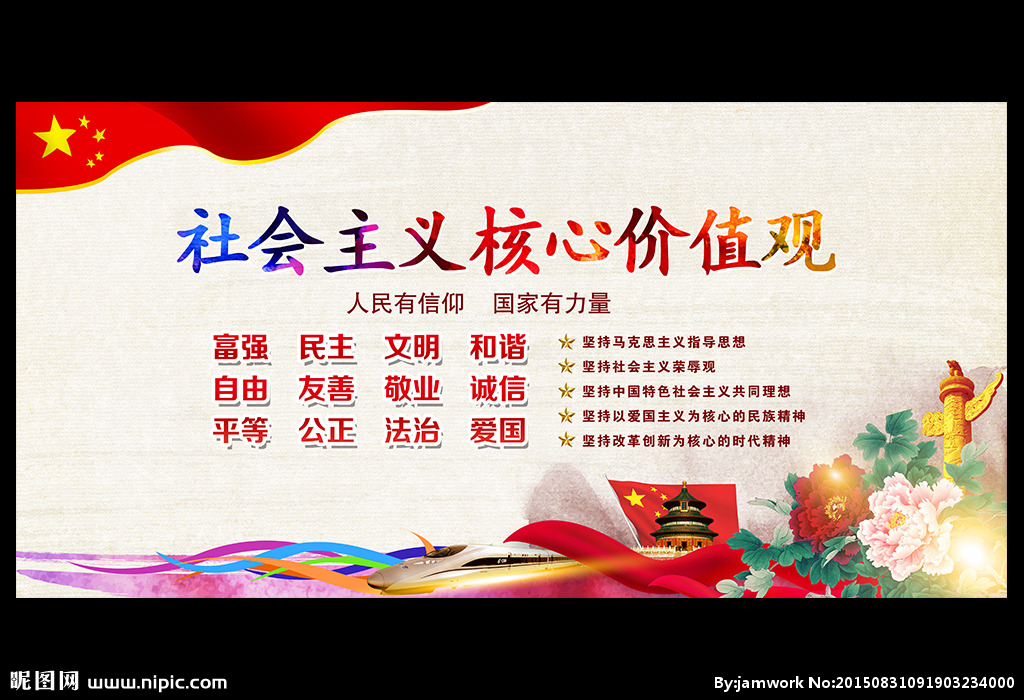 社会主义核心价值观
人民有信仰 国家有力量
富强 民主 文明 和谐
自由 友善 敬业 诚信
平等 公正 法治 爱国
坚持马克思主义指导思想
坚持社会主义荣辱观
坚持中国特色社会主义共同理想
坚持以爱国主义为核心的民族精神
坚持改革创新为核心的时代精神
昵图网 www.nipic.com
By:jamwork No:20150831091903234000